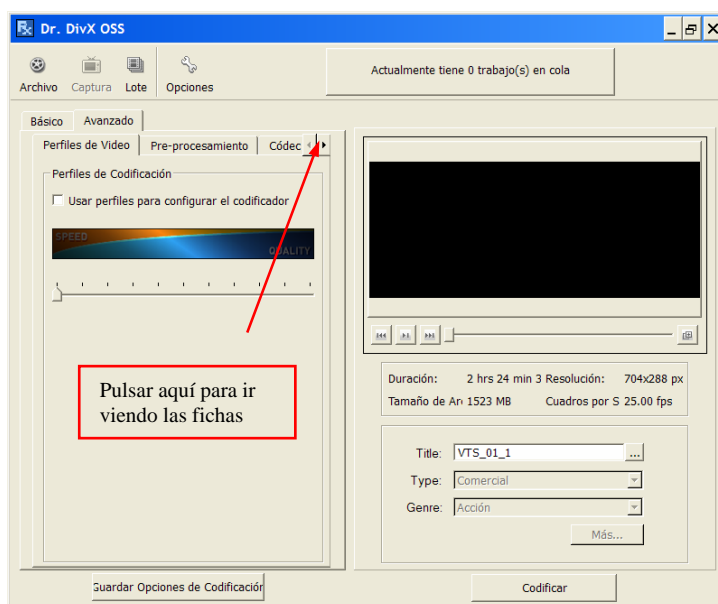 Dr. DivX OSS
Archivo Captura Lote Opciones
Actualmente tiene 0 trabajo(s) en cola
Básico Avanzado
Perfiles de Video Pre-procesamiento Códec
Perfiles de Codificación
Usar perfiles para configurar el codificador
SPEED
QUALITY
Pulsar aquí para ir
viendo las fichas
Duración: 2 hrs 24 min 3 Resolución: 704x288 px
Tamaño de Ar 1523 MB Cuadros por S 25.00 fps
Title: VTS_01_1 ...
Type: Comercial
Genre: Acción
Más...
Guardar Opciones de Codificación
Codificar